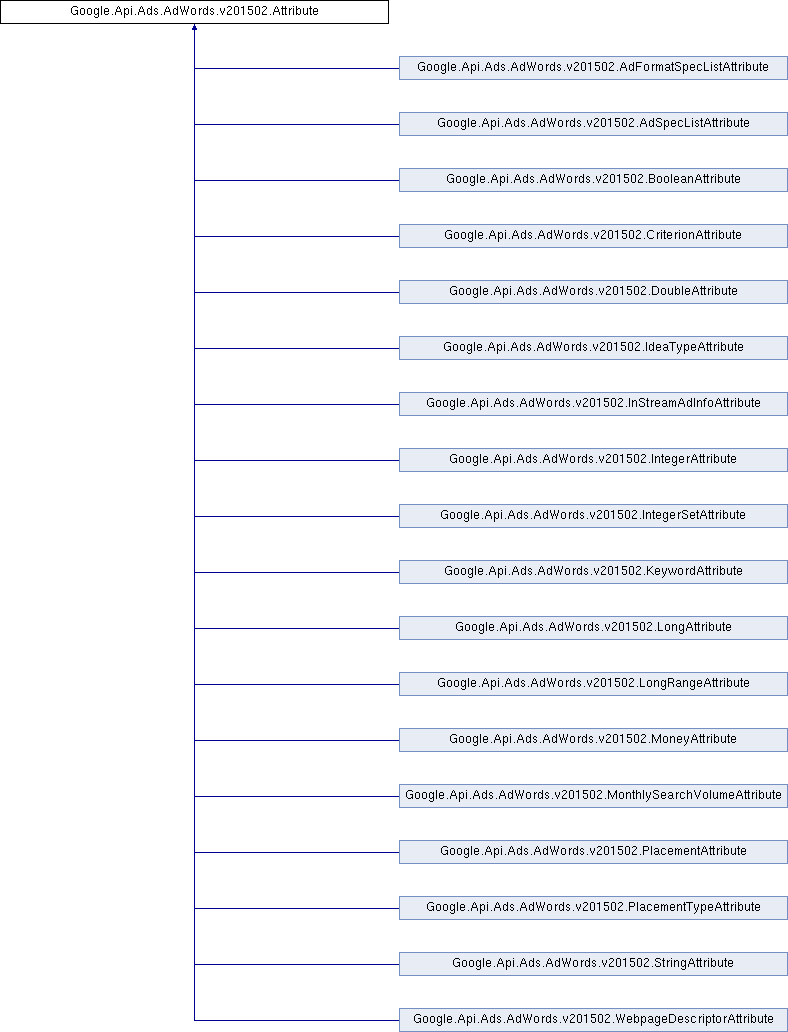 Google.Api.Ads.AdWords.v201502.Attribute
Google.Api.Ads.AdWords.v201502.AdFormatSpecListAttribute
Google.Api.Ads.AdWords.v201502.AdSpecListAttribute
Google.Api.Ads.AdWords.v201502.BooleanAttribute
Google.Api.Ads.AdWords.v201502.CriterionAttribute
Google.Api.Ads.AdWords.v201502.DoubleAttribute
Google.Api.Ads.AdWords.v201502.IdeaTypeAttribute
Google.Api.Ads.AdWords.v201502.InStreamAdInfoAttribute
Google.Api.Ads.AdWords.v201502.IntegerAttribute
Google.Api.Ads.AdWords.v201502.IntegerSetAttribute
Google.Api.Ads.AdWords.v201502.KeywordAttribute
Google.Api.Ads.AdWords.v201502.LongAttribute
Google.Api.Ads.AdWords.v201502.LongRangeAttribute
Google.Api.Ads.AdWords.v201502.MoneyAttribute
Google.Api.Ads.AdWords.v201502.MonthlySearchVolumeAttribute
Google.Api.Ads.AdWords.v201502.PlacementAttribute
Google.Api.Ads.AdWords.v201502.PlacementTypeAttribute
Google.Api.Ads.AdWords.v201502.StringAttribute
Google.Api.Ads.AdWords.v201502.WebpageDescriptorAttribute